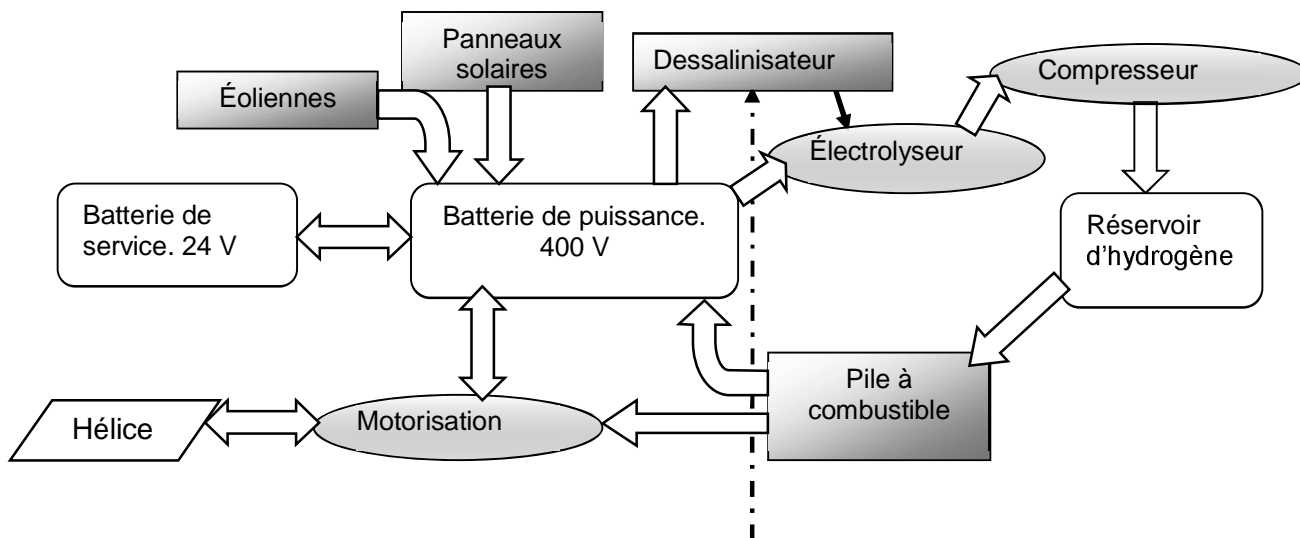 Panneaux
solaires
Dessalinisateur
Compresseur
Éoliennes
Électrolyseur
Batterie de
service. 24 V
Batterie de puissance.
400 V
Réservoir
d'hydrogène
Pile à
combustible
Hélice
Motorisation